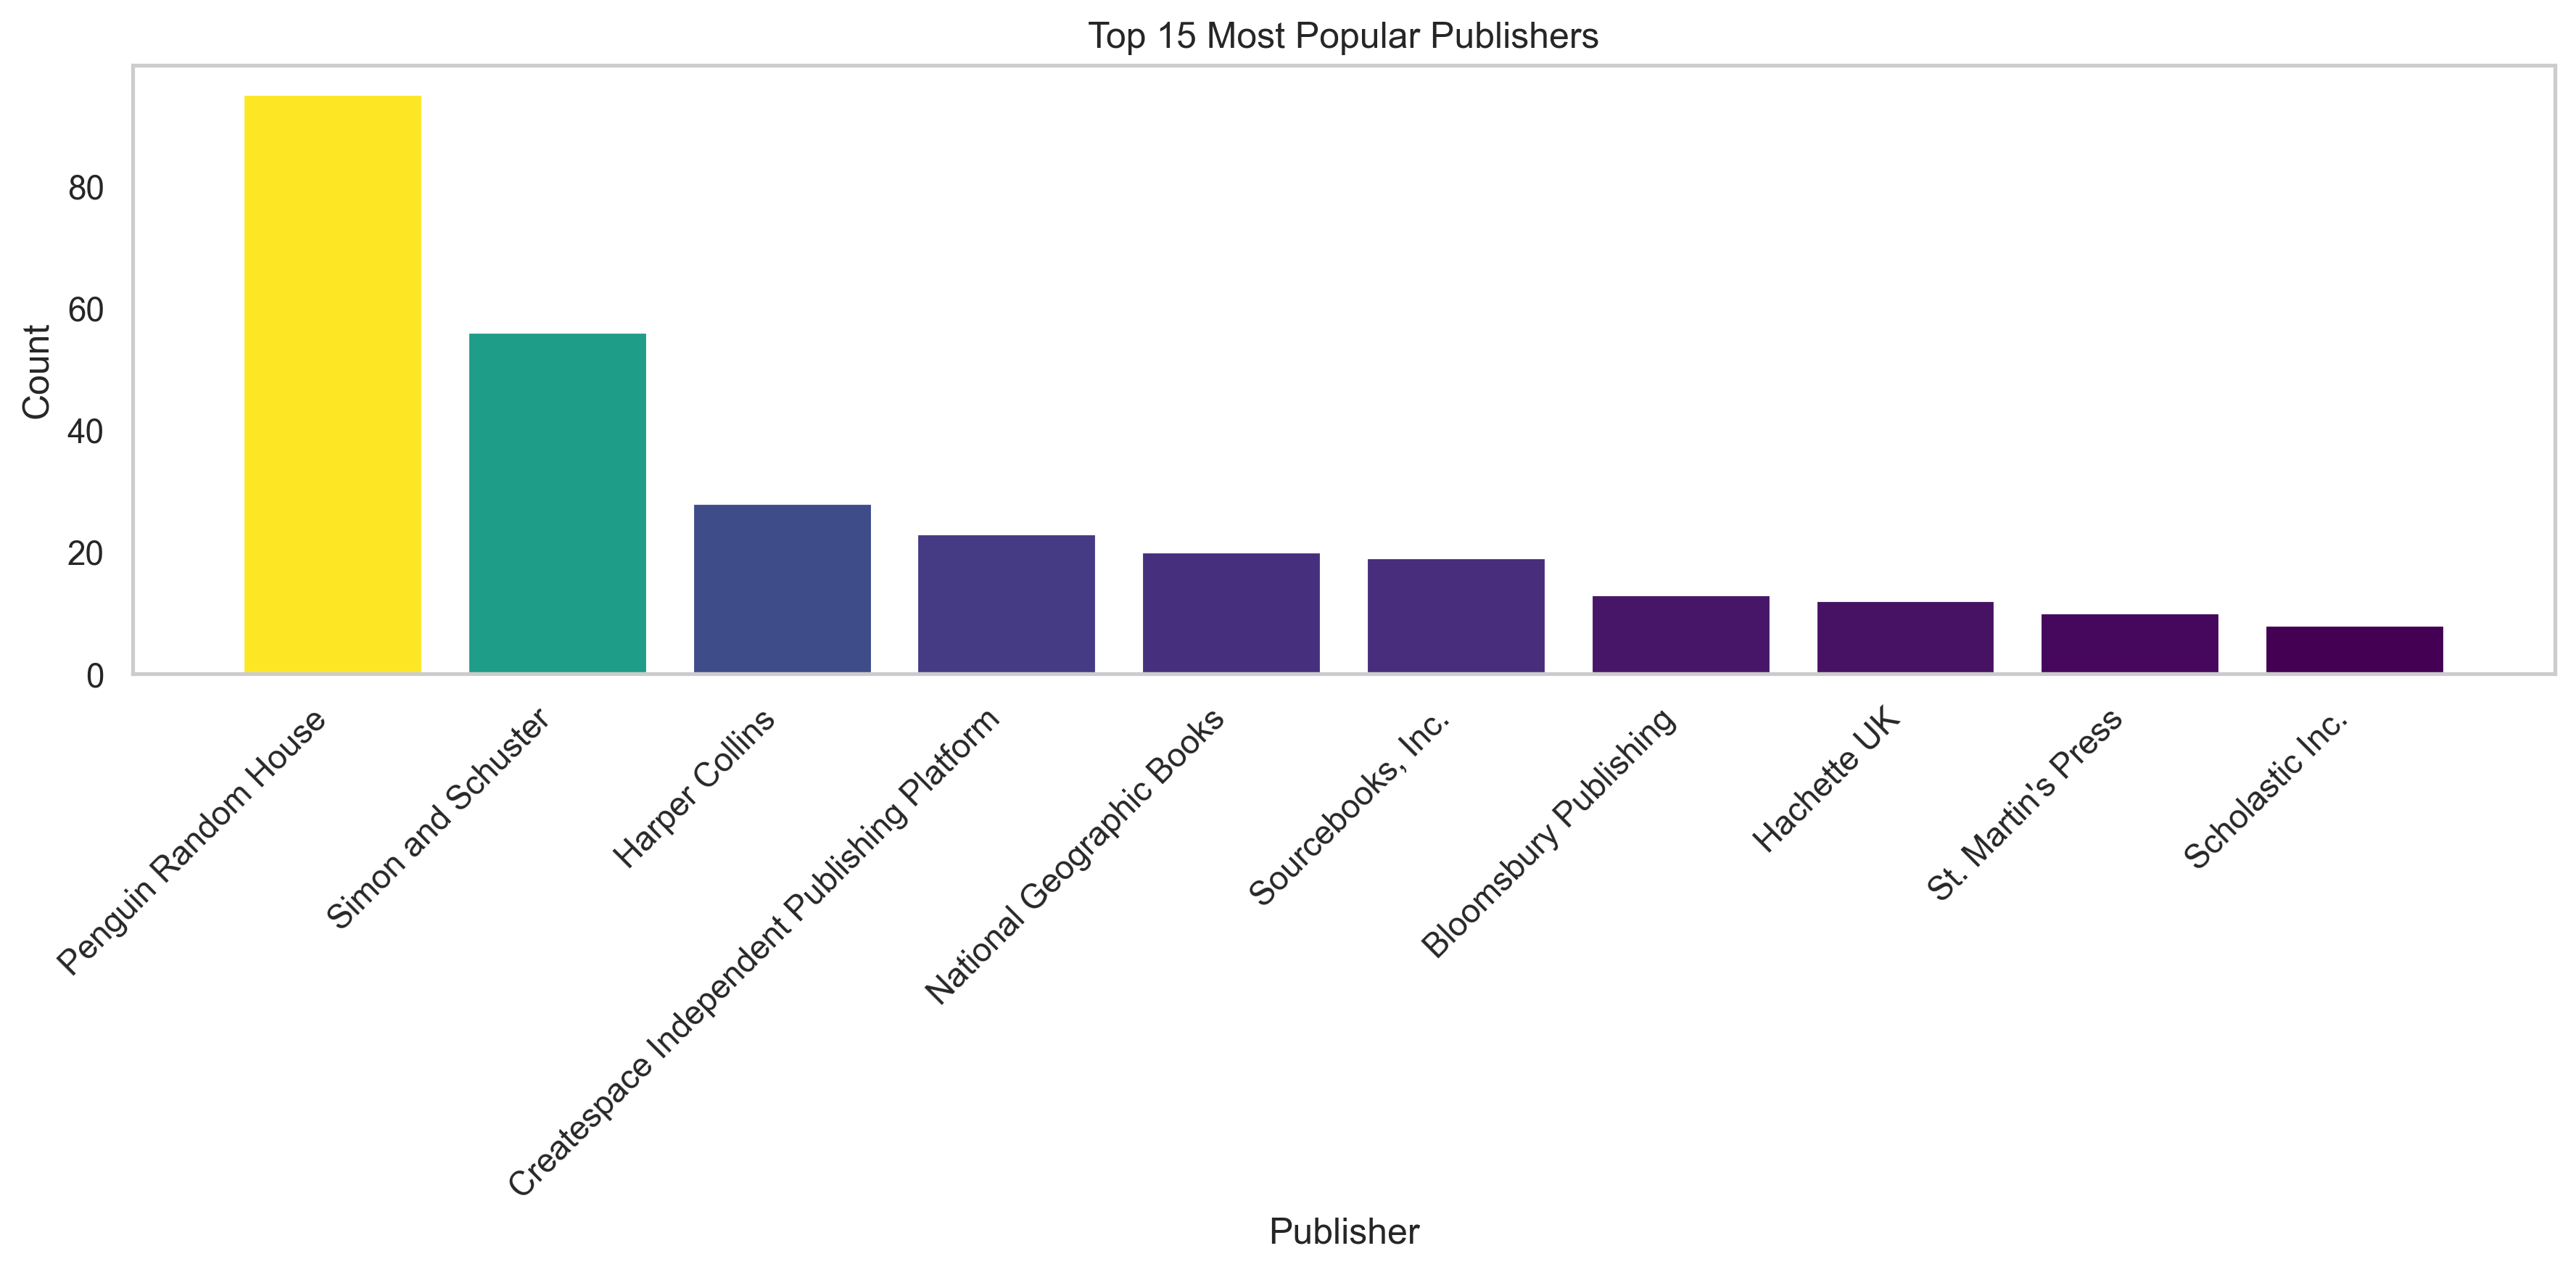 Top 15 Most Popular Publishers
Count
80
60
40
20
0
Penguin Random House
Simon and Schuster
Harper Collins
Createspace Independent Publishing Platform
National Geographic Books
Sourcebooks, Inc.
Bloomsbury Publishing
Hachette UK
St. Martin's Press
Scholastic Inc.
Publisher